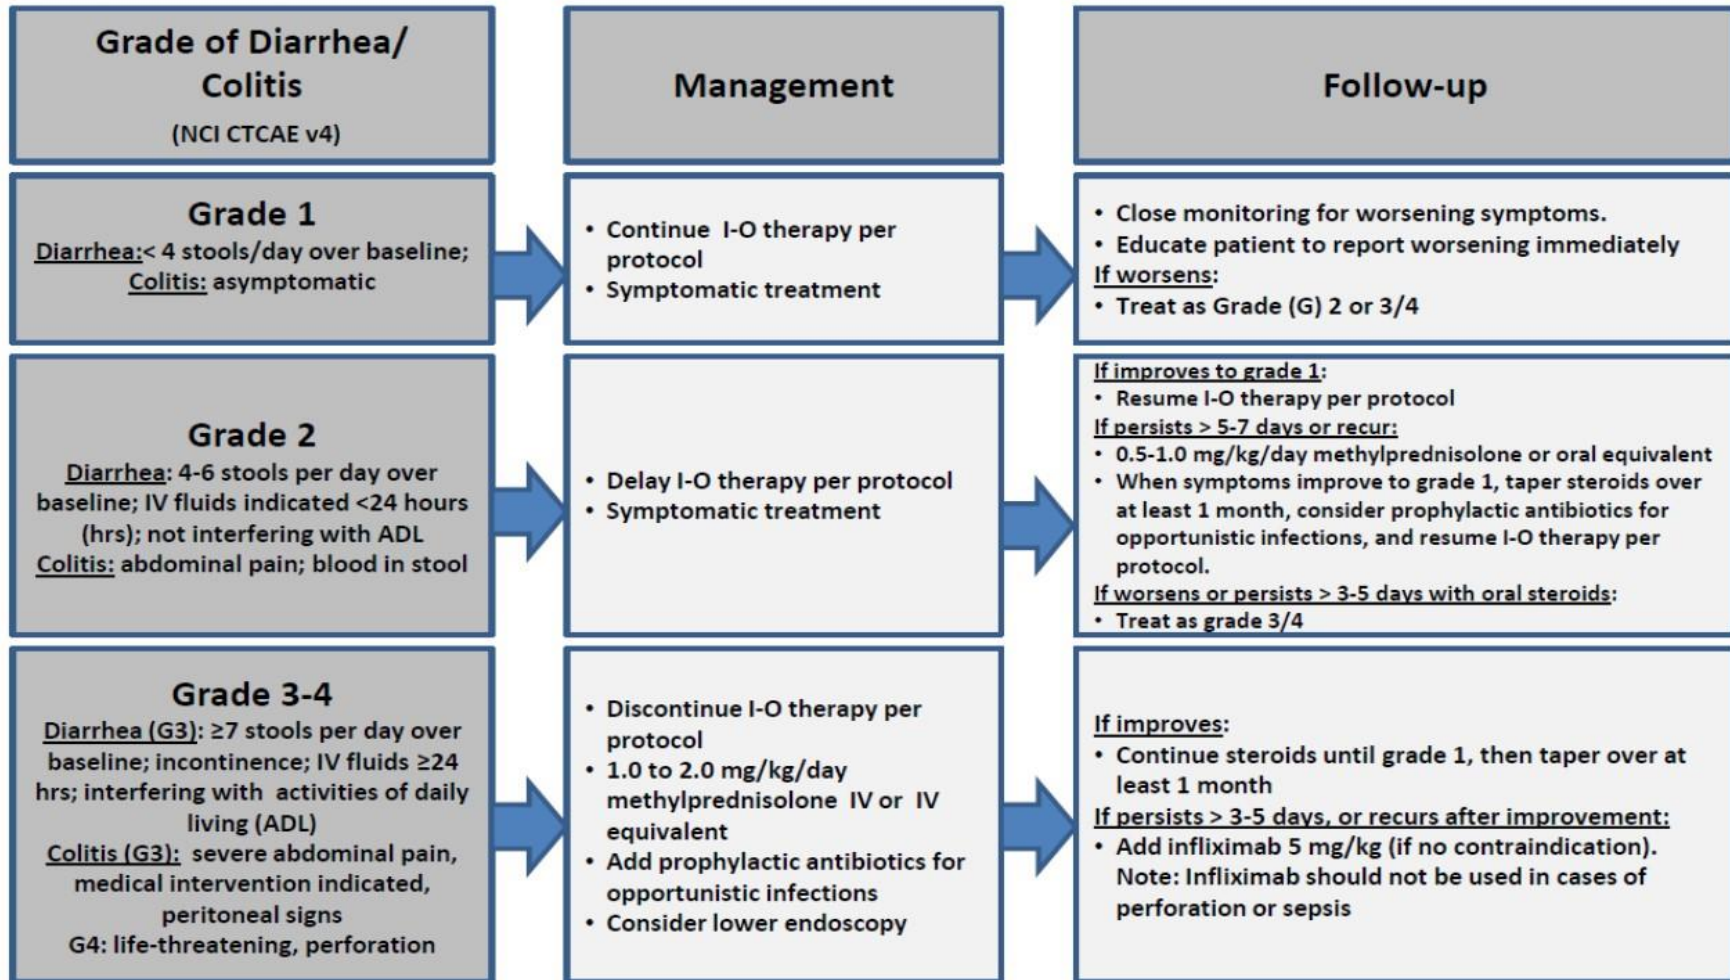 Grade of Diarrhea/
Colitis
(NCI CTCAE v4)
Management
Follow-up
Grade 1
Diarrhea:< 4 stools/day over baseline;
Colitis: asymptomatic
• Continue I-O therapy per
protocol
• Symptomatic treatment
• Close monitoring for worsening symptoms.
• Educate patient to report worsening immediately
If worsens:
• Treat as Grade (G) 2 or 3/4
Grade 2
Diarrhea: 4-6 stools per day over
baseline; IV fluids indicated <24 hours
(hrs); not interfering with ADL
Colitis: abdominal pain; blood in stool
• Delay I-O therapy per protocol
• Symptomatic treatment
If improves to grade 1:
• Resume I-O therapy per protocol
If persists > 5-7 days or recur:
• 0.5-1.0 mg/kg/day methylprednisolone or oral equivalent
• When symptoms improve to grade 1, taper steroids over
at least 1 month, consider prophylactic antibiotics for
opportunistic infections, and resume I-O therapy per
protocol.
If worsens or persists > 3-5 days with oral steroids:
• Treat as grade 3/4
Grade 3-4
Diarrhea (G3): ≥7 stools per day over
baseline; incontinence; IV fluids ≥24
hrs; interfering with activities of daily
living (ADL)
Colitis (G3): severe abdominal pain,
medical intervention indicated,
peritoneal signs
G4: life-threatening, perforation
• Discontinue I-O therapy per
protocol
• 1.0 to 2.0 mg/kg/day
methylprednisolone IV or IV
equivalent
• Add prophylactic antibiotics for
opportunistic infections
• Consider lower endoscopy
If improves:
• Continue steroids until grade 1, then taper over at
least 1 month
If persists > 3-5 days, or recurs after improvement:
• Add infliximab 5 mg/kg (if no contraindication).
Note: Infliximab should not be used in cases of
perforation or sepsis